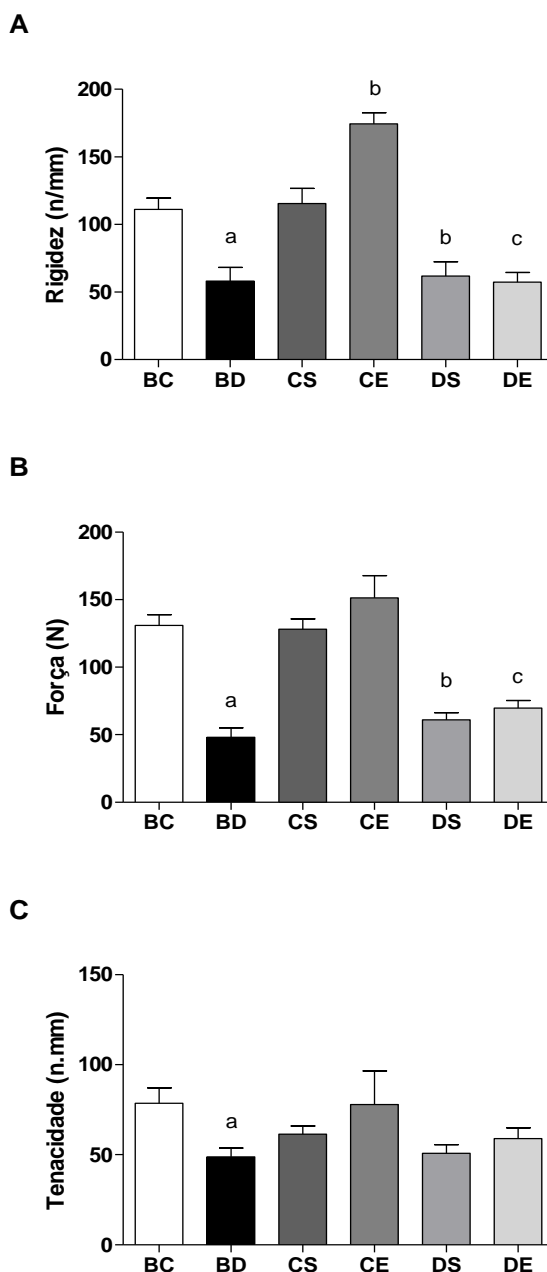 A
Rigidez (n/mm)
200
150
100
50
0
b
a
b
c
BC BD CS CE DS DE
B
Força (N)
200
150
100
50
0
a
b
c
BC BD CS CE DS DE
C
Tenacidade (n.mm)
150
100
50
0
a
BC BD CS CE DS DE